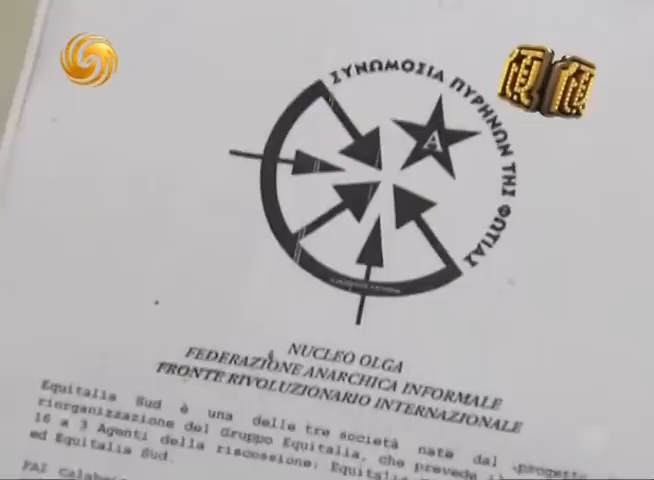 ΣΥΝΩΜΟΣΙΑ ΠΥΡΗΝΩΝ ΤΗΣ ΦΩΤΙΑΣ
A
NUCLEO OLGA
FEDERAZIONE ANARCHICA INFORMALE
FRONTE RIVOLUZIONARIO INTERNAZIONALE
Equitalia Sud è una delle tre società nate dal progetto
riorganizzazione del Gruppo Equitalia, che prevede
16 a 3 Agenti della riscossione: Equitalia
ed Equitalia Sud.
FAI